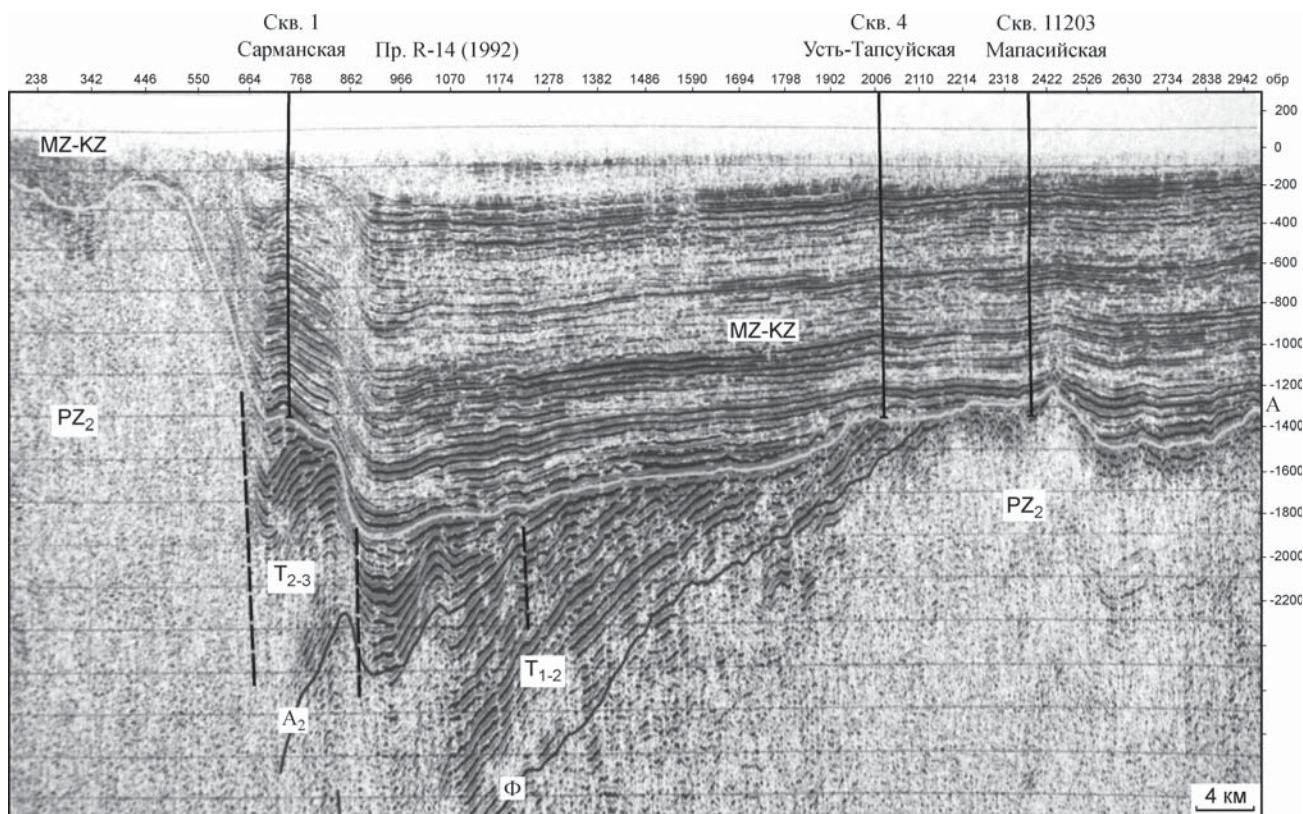 Скв. 1 Скв. 4 Скв. 11203
Сарманская Пр. R-14 (1992) Усть-Тапсуйская Мапасийская
238 342 446 550 664 768 862 966 1070 1174 1278 1382 1486 1590 1694 1798 1902 2006 2110 2214 2318 2422 2526 2630 2734 2838 2942 обр
200
MZ-KZ
0
-200
-400
-600
-800
MZ-KZ
-1000
-1200
А
PZ₂
-1400
-1600
PZ₂
-1800
-2000
T₂₋₃
-2200
T₁₋₂
А₂
Ф
4 км